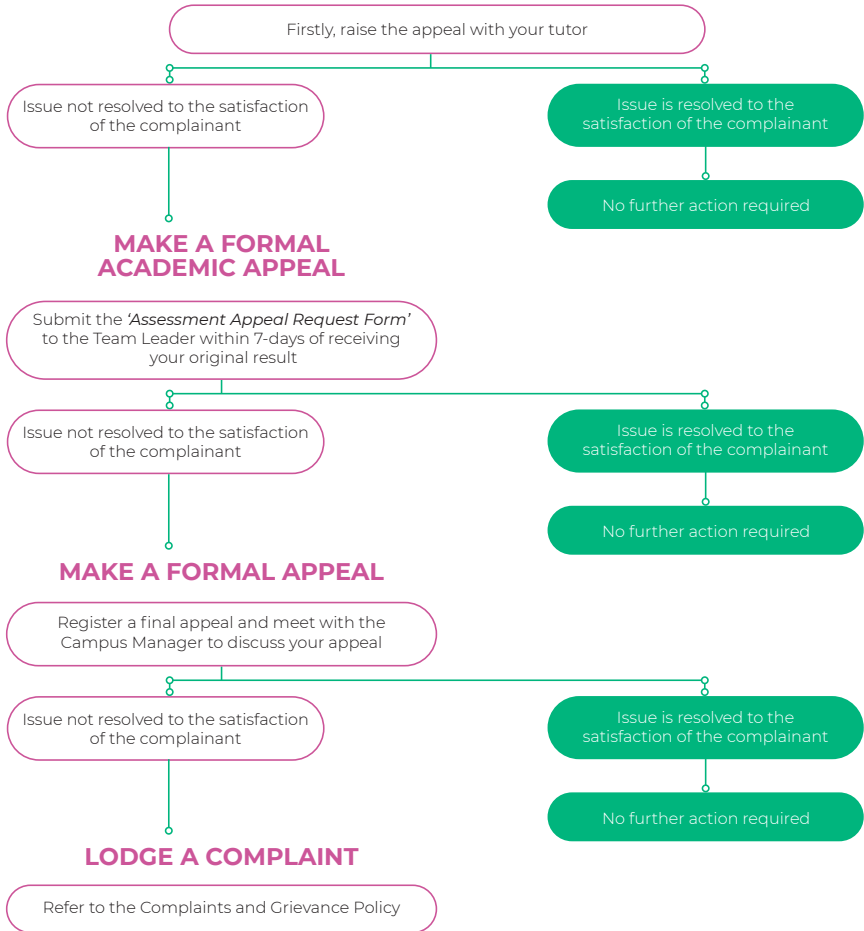 Firstly, raise the appeal with your tutor
Issue not resolved to the satisfaction
of the complainant
Issue is resolved to the
satisfaction of the complainant
No further action required
MAKE A FORMAL
ACADEMIC APPEAL
Submit the ‘Assessment Appeal Request Form’
to the Team Leader within 7-days of receiving
your original result
Issue not resolved to the satisfaction
of the complainant
Issue is resolved to the
satisfaction of the complainant
No further action required
MAKE A FORMAL APPEAL
Register a final appeal and meet with the
Campus Manager to discuss your appeal
Issue not resolved to the satisfaction
of the complainant
Issue is resolved to the
satisfaction of the complainant
No further action required
LODGE A COMPLAINT
Refer to the Complaints and Grievance Policy